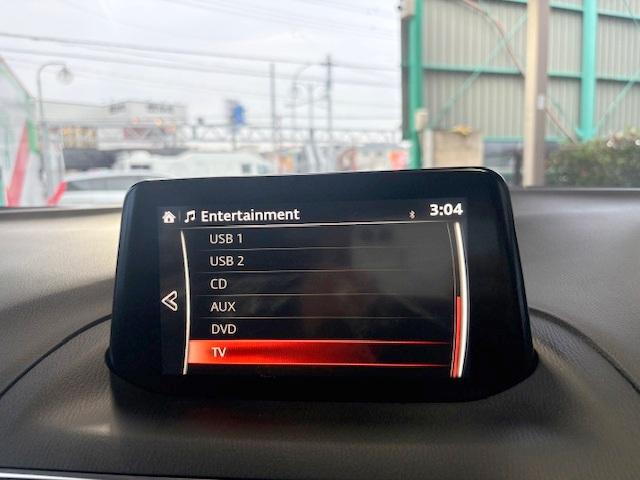 Entertainment 3:04
USB 1
USB 2
CD
AUX
DVD
TV